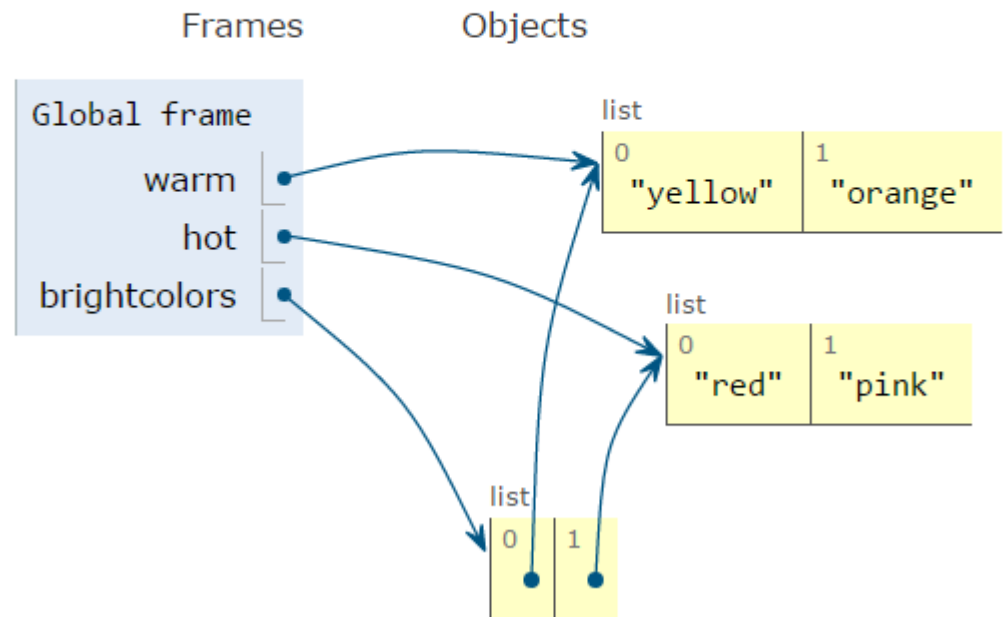 Frames Objects
Global frame
warm
hot
brightcolors
list
0 1
"yellow" "orange"
list
0 1
"red" "pink"
list
0 1